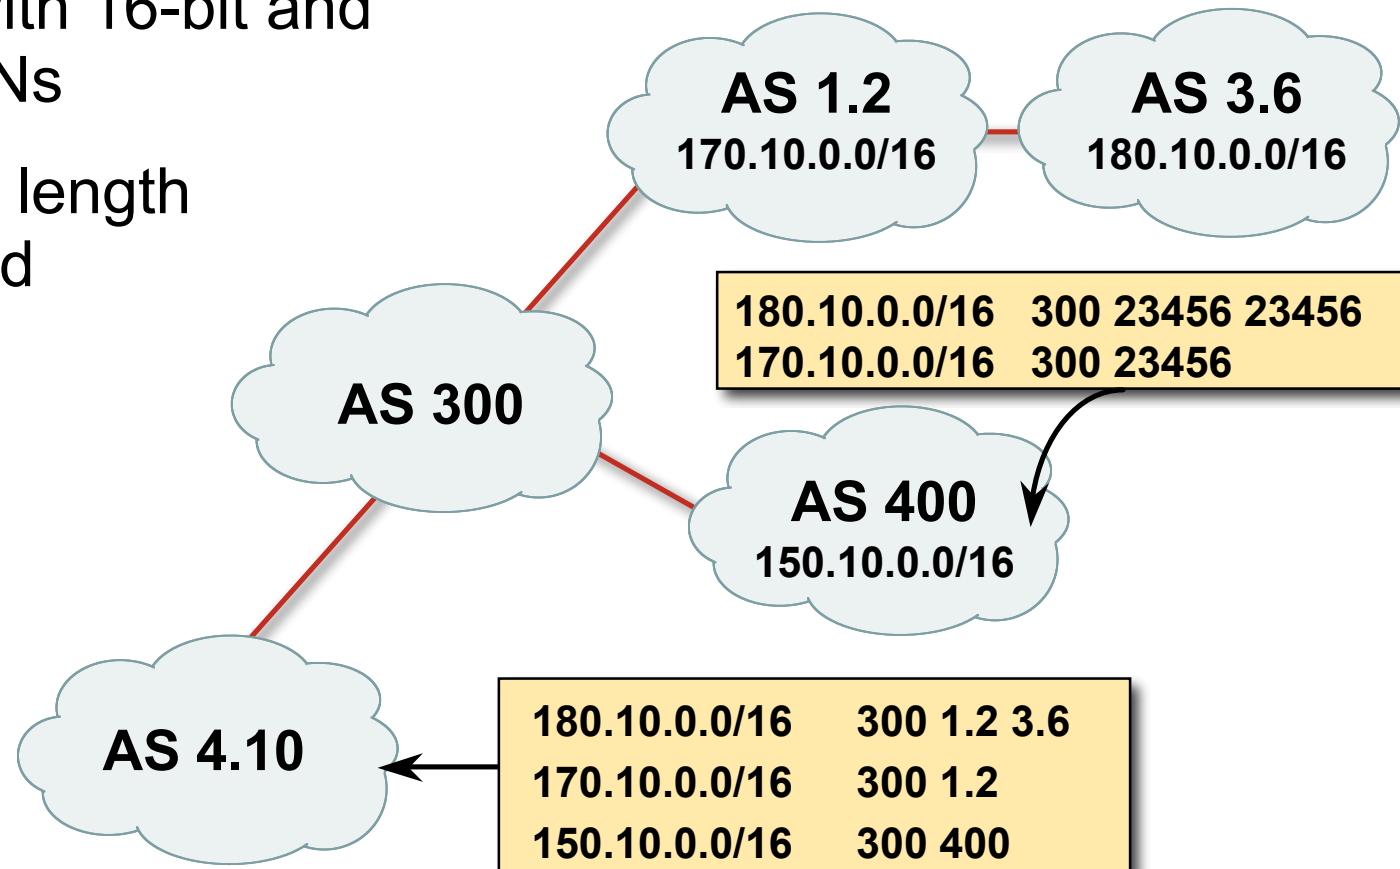 with 16-bit and
Ns
length
d
AS 1.2
170.10.0.0/16
AS 3.6
180.10.0.0/16
180.10.0.0/16 300 23456 23456
170.10.0.0/16 300 23456
AS 300
AS 400
150.10.0.0/16
AS 4.10
180.10.0.0/16 300 1.2 3.6
170.10.0.0/16 300 1.2
150.10.0.0/16 300 400